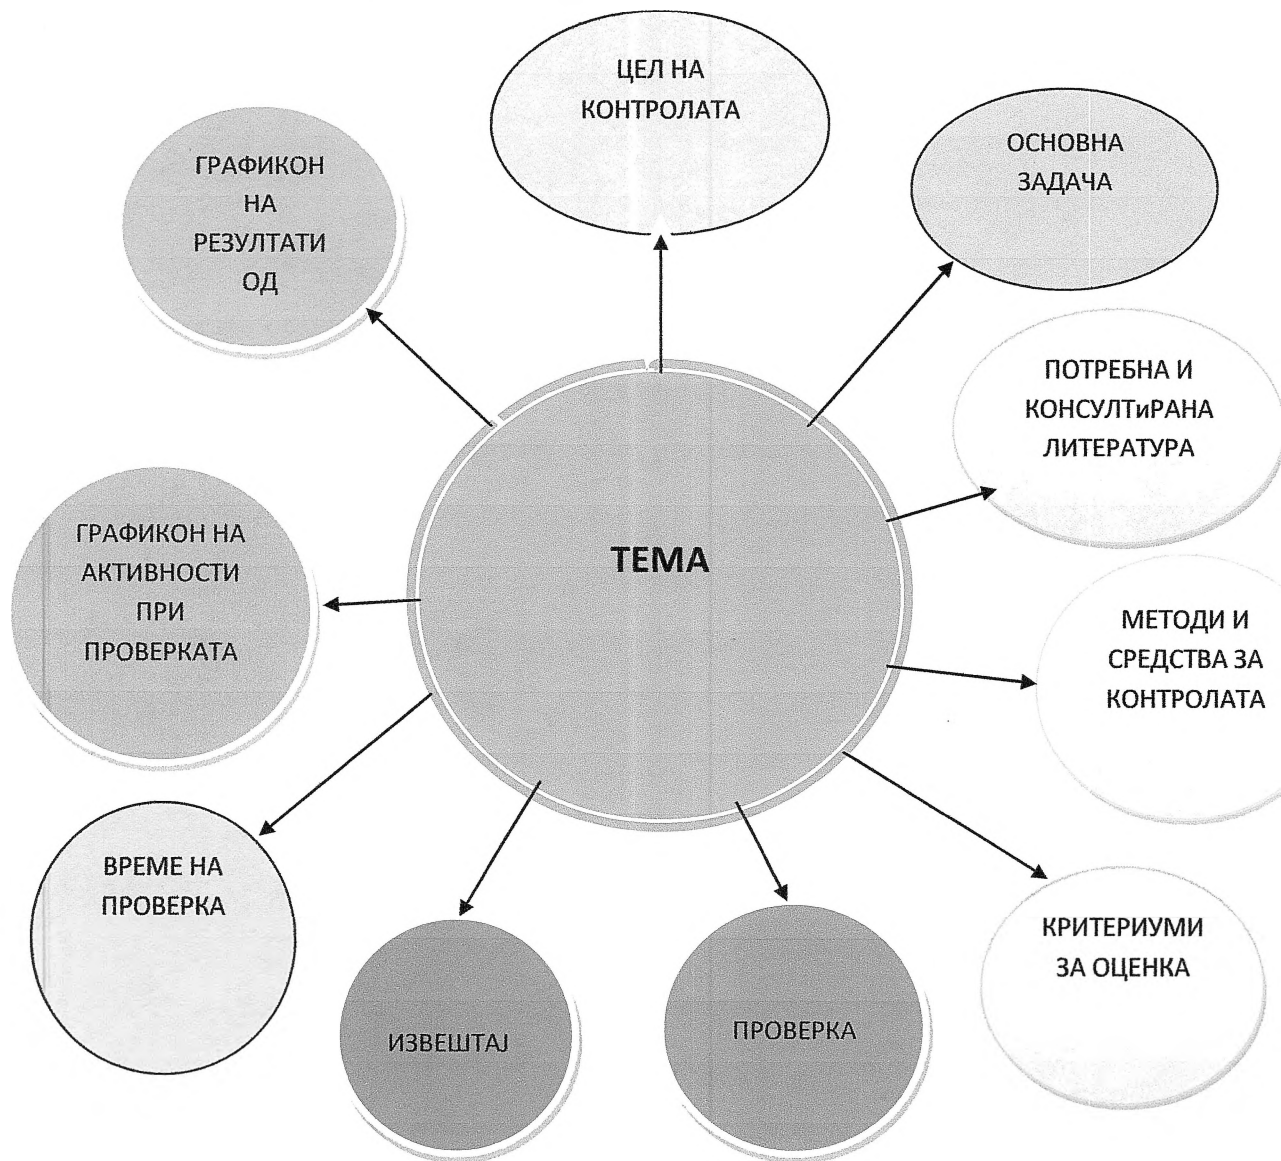 ЦЕЛ НА
КОНТРОЛАТА
ОСНОВНА
ЗАДАЧА
ПОТРЕБНА И
КОНСУЛТиРАНА
ЛИТЕРАТУРА
МЕТОДИ И
СРЕДСТВА ЗА
КОНТРОЛАТА
КРИТЕРИУМИ
ЗА ОЦЕНКА
ПРОВЕРКА
ИЗВЕШТАЈ
ВРЕМЕ НА
ПРОВЕРКА
ГРАФИКОН НА
АКТИВНОСТИ
ПРИ
ПРОВЕРКАТА
ГРАФИКОН
НА
РЕЗУЛТАТИ
ОД
ТЕМА